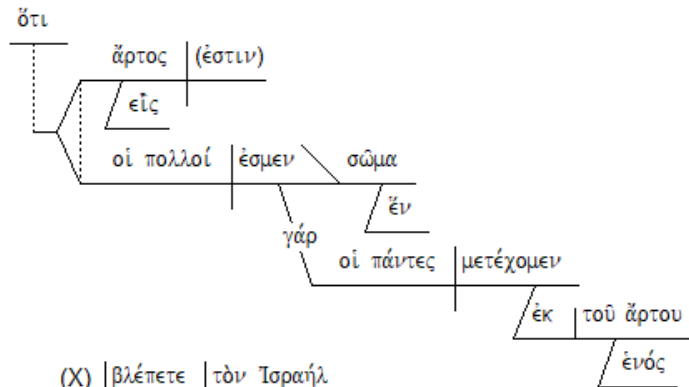 ὅτι
ἄρτος (ἐστιν)
εἷς
οἱ πολλοί ἐσμεν σῶμα
ἕν
γάρ
οἱ πάντες μετέχομεν
ἐκ τοῦ ἄρτου
ἑνός
(X) βλέπετε τὸν Ἰσραήλ